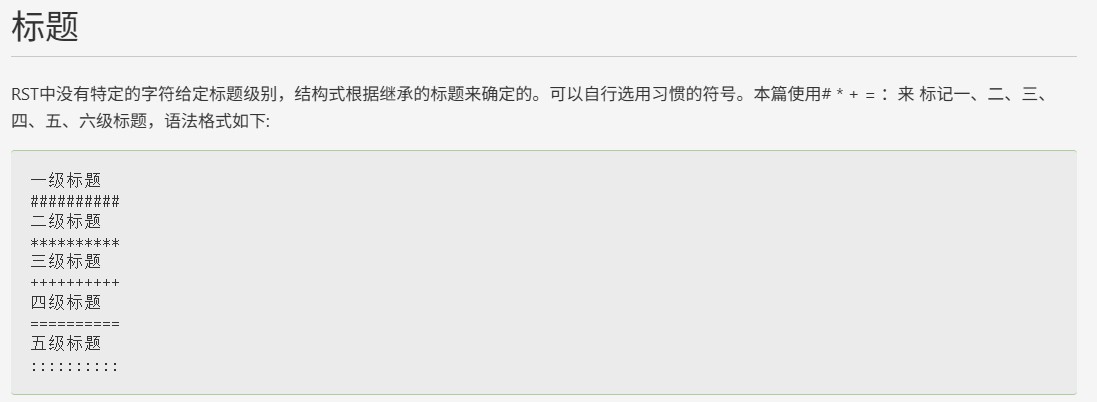 标题
RST中没有特定的字符给定标题级别，结构式根据继承的标题来确定的。可以自行选用习惯的符号。本篇使用# * + = ：来 标记一、二、三、
四、五、六级标题，语法格式如下:
一级标题
##########
二级标题
**********
三级标题
++++++++++
四级标题
==========
五级标题
::::::::::